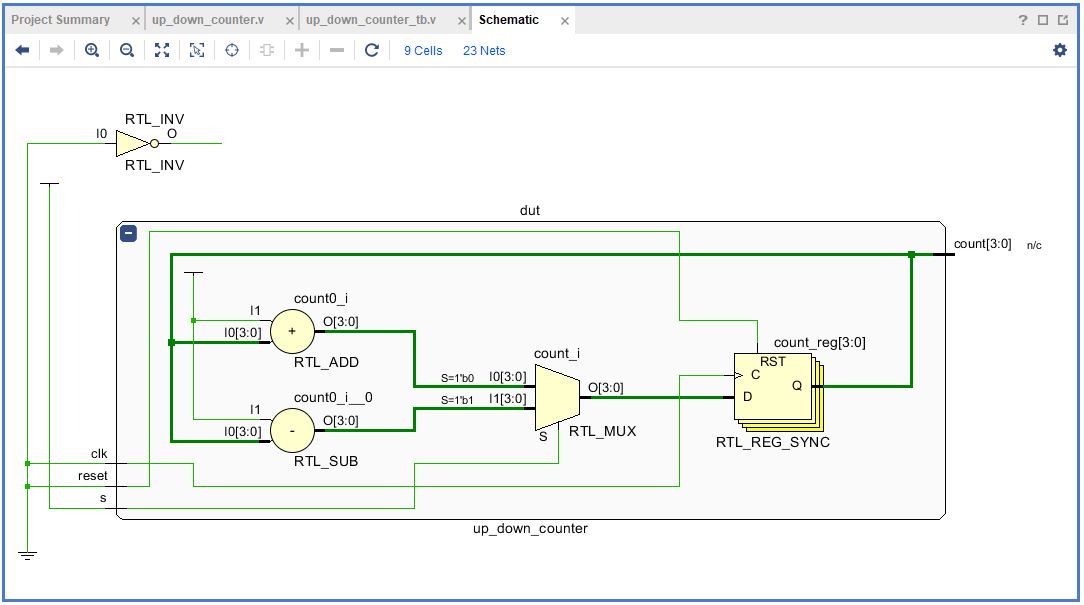 Project Summary × up_down_counter.v × up_down_counter_tb.v × Schematic ×
9 Cells 23 Nets
RTL_INV
I0 O
RTL_INV
dut
count[3:0] n/c
count0_i
I1 O[3:0]
I0[3:0] +
RTL_ADD
count_i
S=1'b0 I0[3:0]
S=1'b1 I1[3:0]
O[3:0]
S RTL_MUX
count0_i__0
I1 O[3:0]
I0[3:0] -
RTL_SUB
count_reg[3:0]
RST
C
Q
D
RTL_REG_SYNC
clk
reset
s
up_down_counter